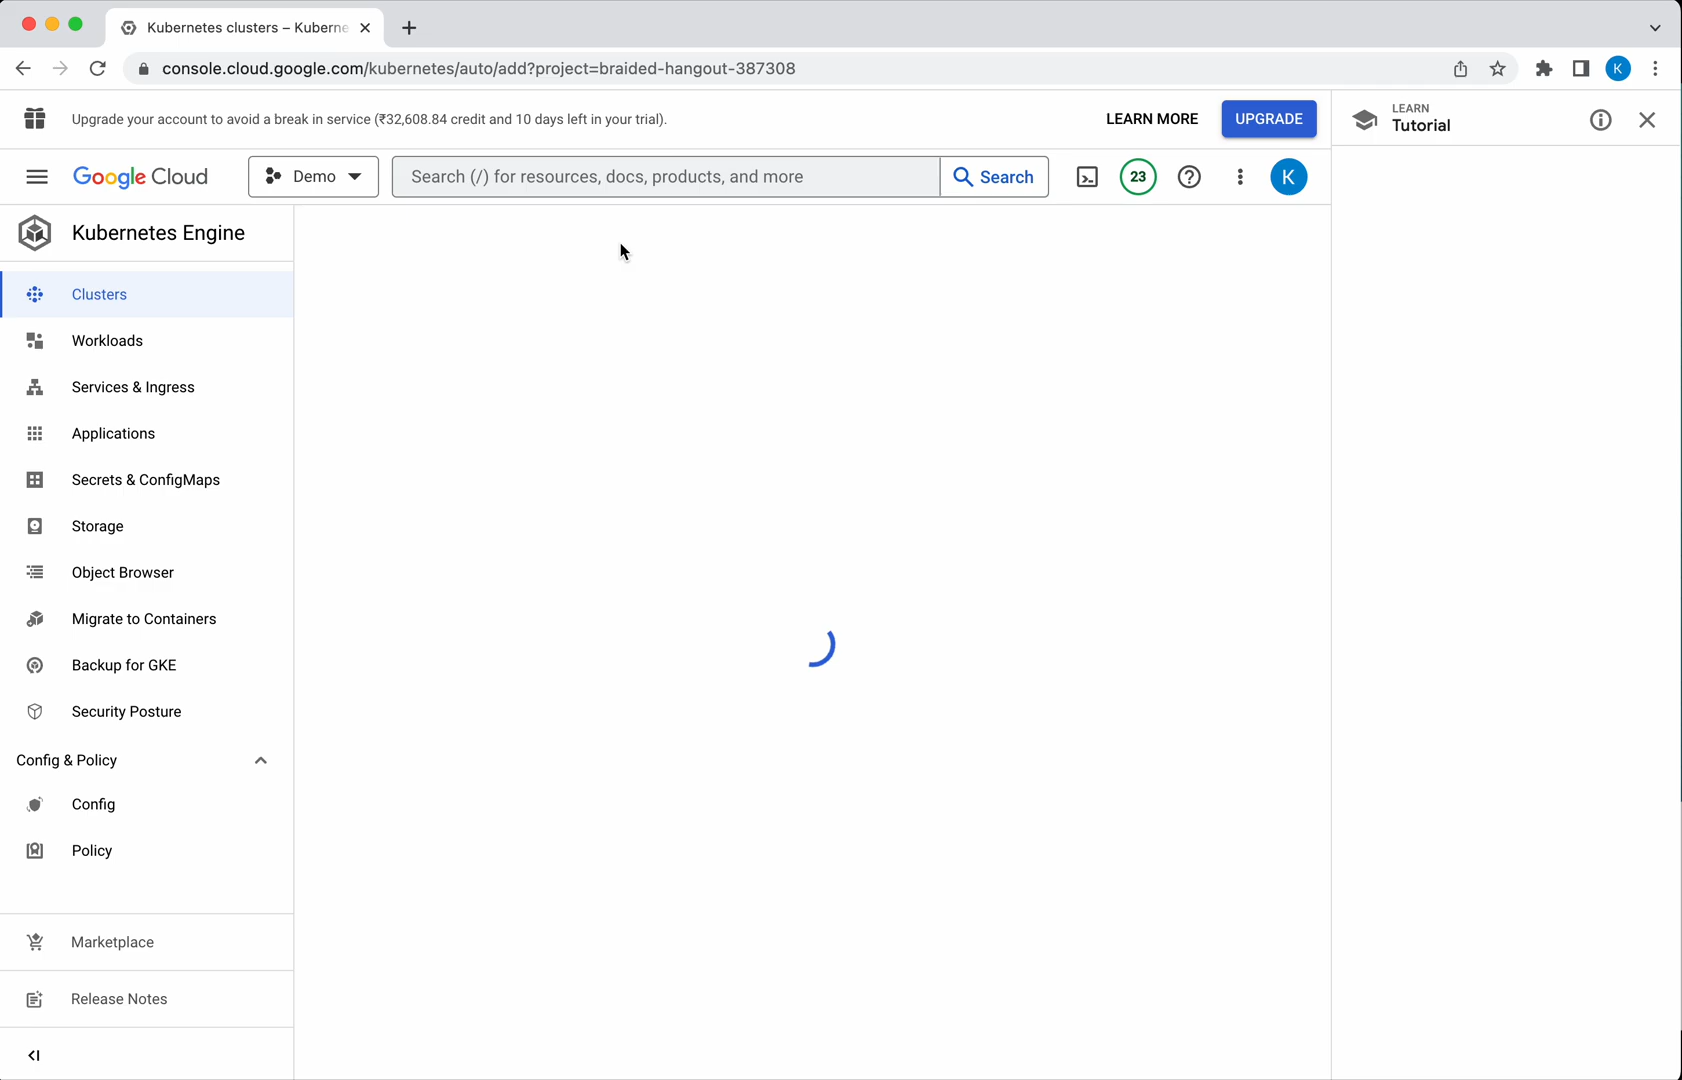 Kubernetes clusters – Kuberne
console.cloud.google.com/kubernetes/auto/add?project=braided-hangout-387308
K
Upgrade your account to avoid a break in service (₹32,608.84 credit and 10 days left in your trial).
LEARN MORE
UPGRADE
LEARN
Tutorial
Google Cloud
Demo
Search (/) for resources, docs, products, and more
Search
23
K
Kubernetes Engine
Clusters
Workloads
Services & Ingress
Applications
Secrets & ConfigMaps
Storage
Object Browser
Migrate to Containers
Backup for GKE
Security Posture
Config & Policy
Config
Policy
Marketplace
Release Notes